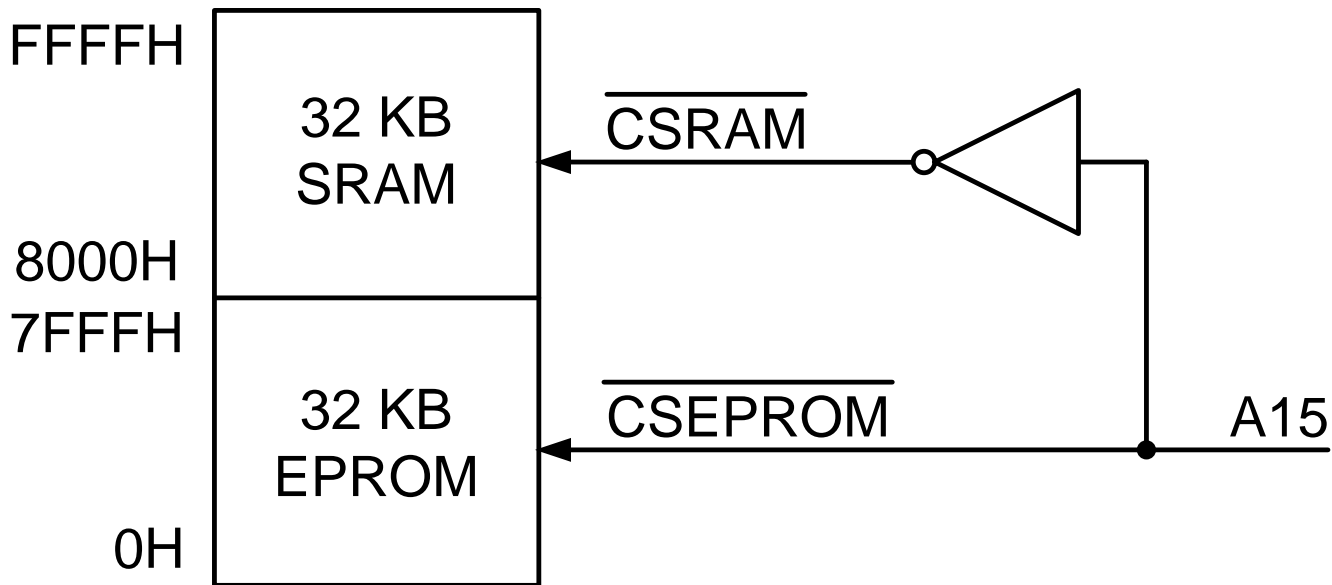 FFFFH
32 KB
SRAM
CSRAM
8000H
7FFFH
32 KB
EPROM
CSEPROM
A15
0H